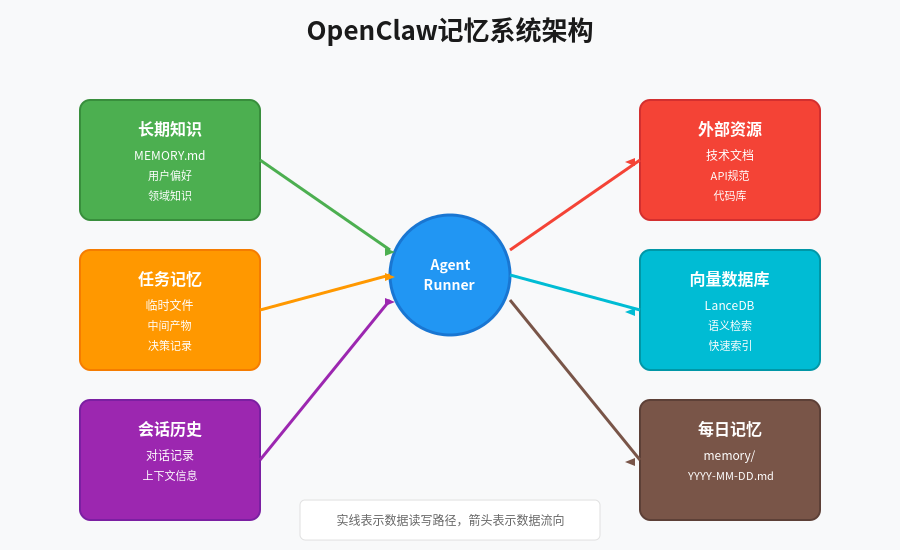 OpenClaw记忆系统架构
长期知识
MEMORY.md
用户偏好
领域知识
任务记忆
临时文件
中间产物
决策记录
会话历史
对话记录
上下文信息
Agent
Runner
外部资源
技术文档
API规范
代码库
向量数据库
LanceDB
语义检索
快速索引
每日记忆
memory/
YYYY-MM-DD.md
实线表示数据读写路径，箭头表示数据流向